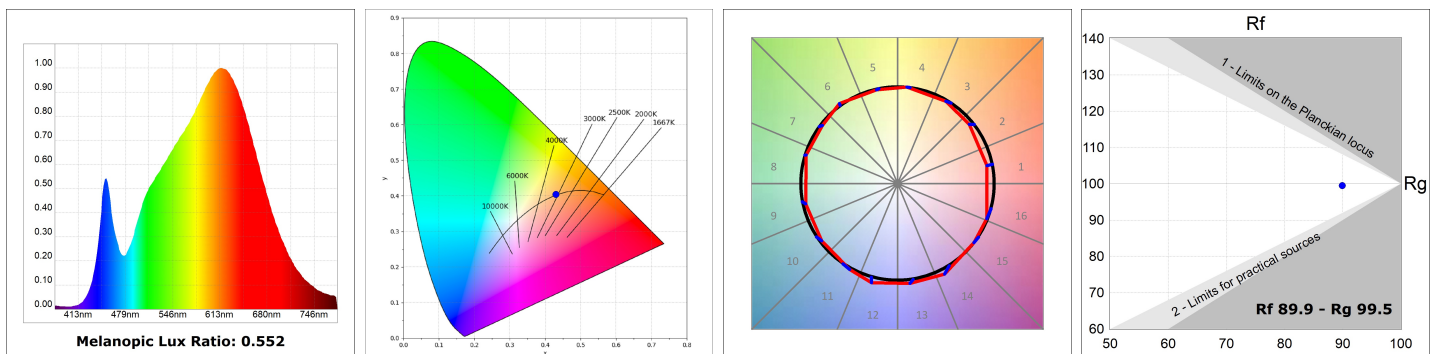 1.00
0.90
0.80
0.70
0.60
0.50
0.40
0.30
0.20
0.10
0.00
413nm 479nm 546nm 613nm 680nm 746nm
Melanopic Lux Ratio: 0.552
0.9
0.8
0.7
0.6
0.5
0.4
0.3
0.2
0.1
0.0
y
0.0 0.1 0.2 0.3 0.4 0.5 0.6 0.7 0.8
x
10000K
6000K
4000K
3000K
2500K
2000K
1667K
1
2
3
4
5
6
7
8
9
10
11
12
13
14
15
16
Rf
140
130
120
110
100
90
80
70
60
50 60 70 80 90 100
Rg
1 - Limits on the Planckian locus
2 - Limits for practical sources
Rf 89.9 - Rg 99.5